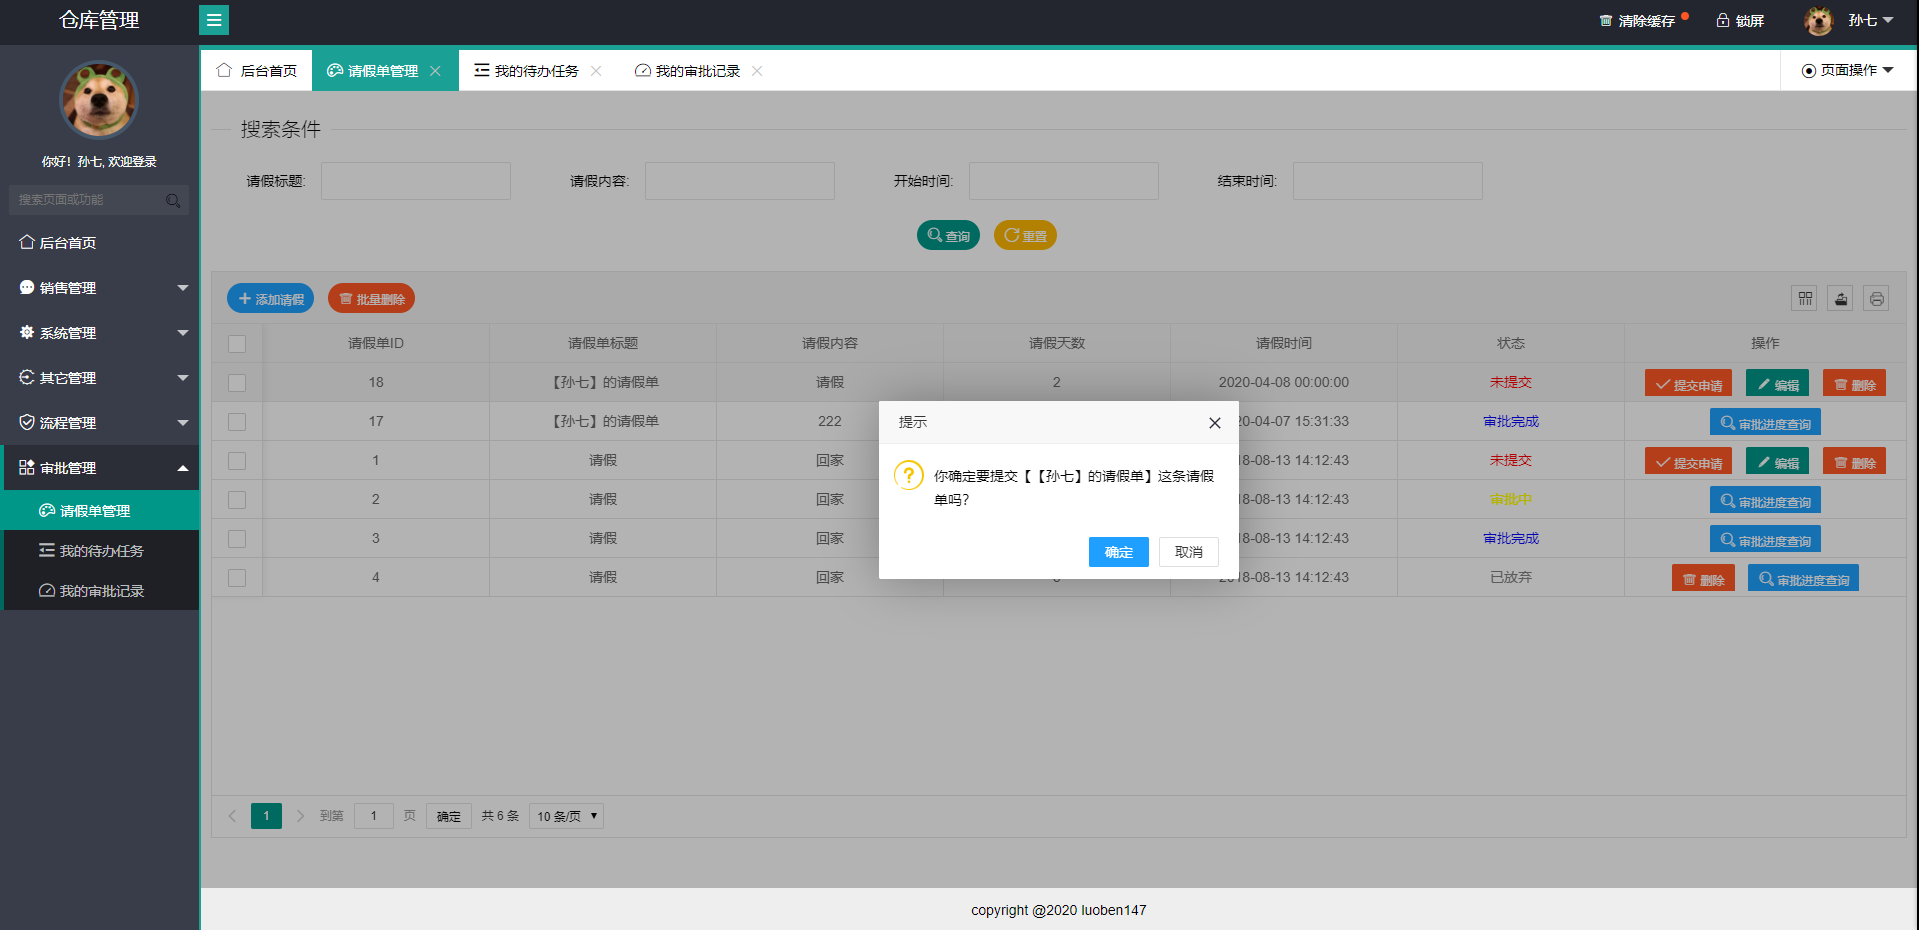 仓库管理
清除缓存
锁屏
孙七
你好！孙七, 欢迎登录
搜索页面或功能
后台首页
销售管理
系统管理
其它管理
流程管理
审批管理
请假单管理
我的待办任务
我的审批记录
后台首页
请假单管理
我的待办任务
我的审批记录
页面操作
搜索条件
请假标题:
请假内容:
开始时间:
结束时间:
查询
重置
添加请假
批量删除
请假单ID 请假单标题 请假内容 请假天数 请假时间 状态 操作
18 【孙七】的请假单 请假 2 2020-04-08 00:00:00 未提交 提交申请 编辑 删除
17 【孙七】的请假单 222 20-04-07 15:31:33 审批完成 审批进度查询
1 请假 回家 18-08-13 14:12:43 未提交 提交申请 编辑 删除
2 请假 回家 18-08-13 14:12:43 审批中 审批进度查询
3 请假 回家 18-08-13 14:12:43 审批完成 审批进度查询
4 请假 回家 2018-08-13 14:12:43 已放弃 删除 审批进度查询
提示
你确定要提交【【孙七】的请假单】这条请假
单吗?
确定
取消
1 到第 1 页 确定 共 6 条 10 条/页
copyright @2020 luoben147